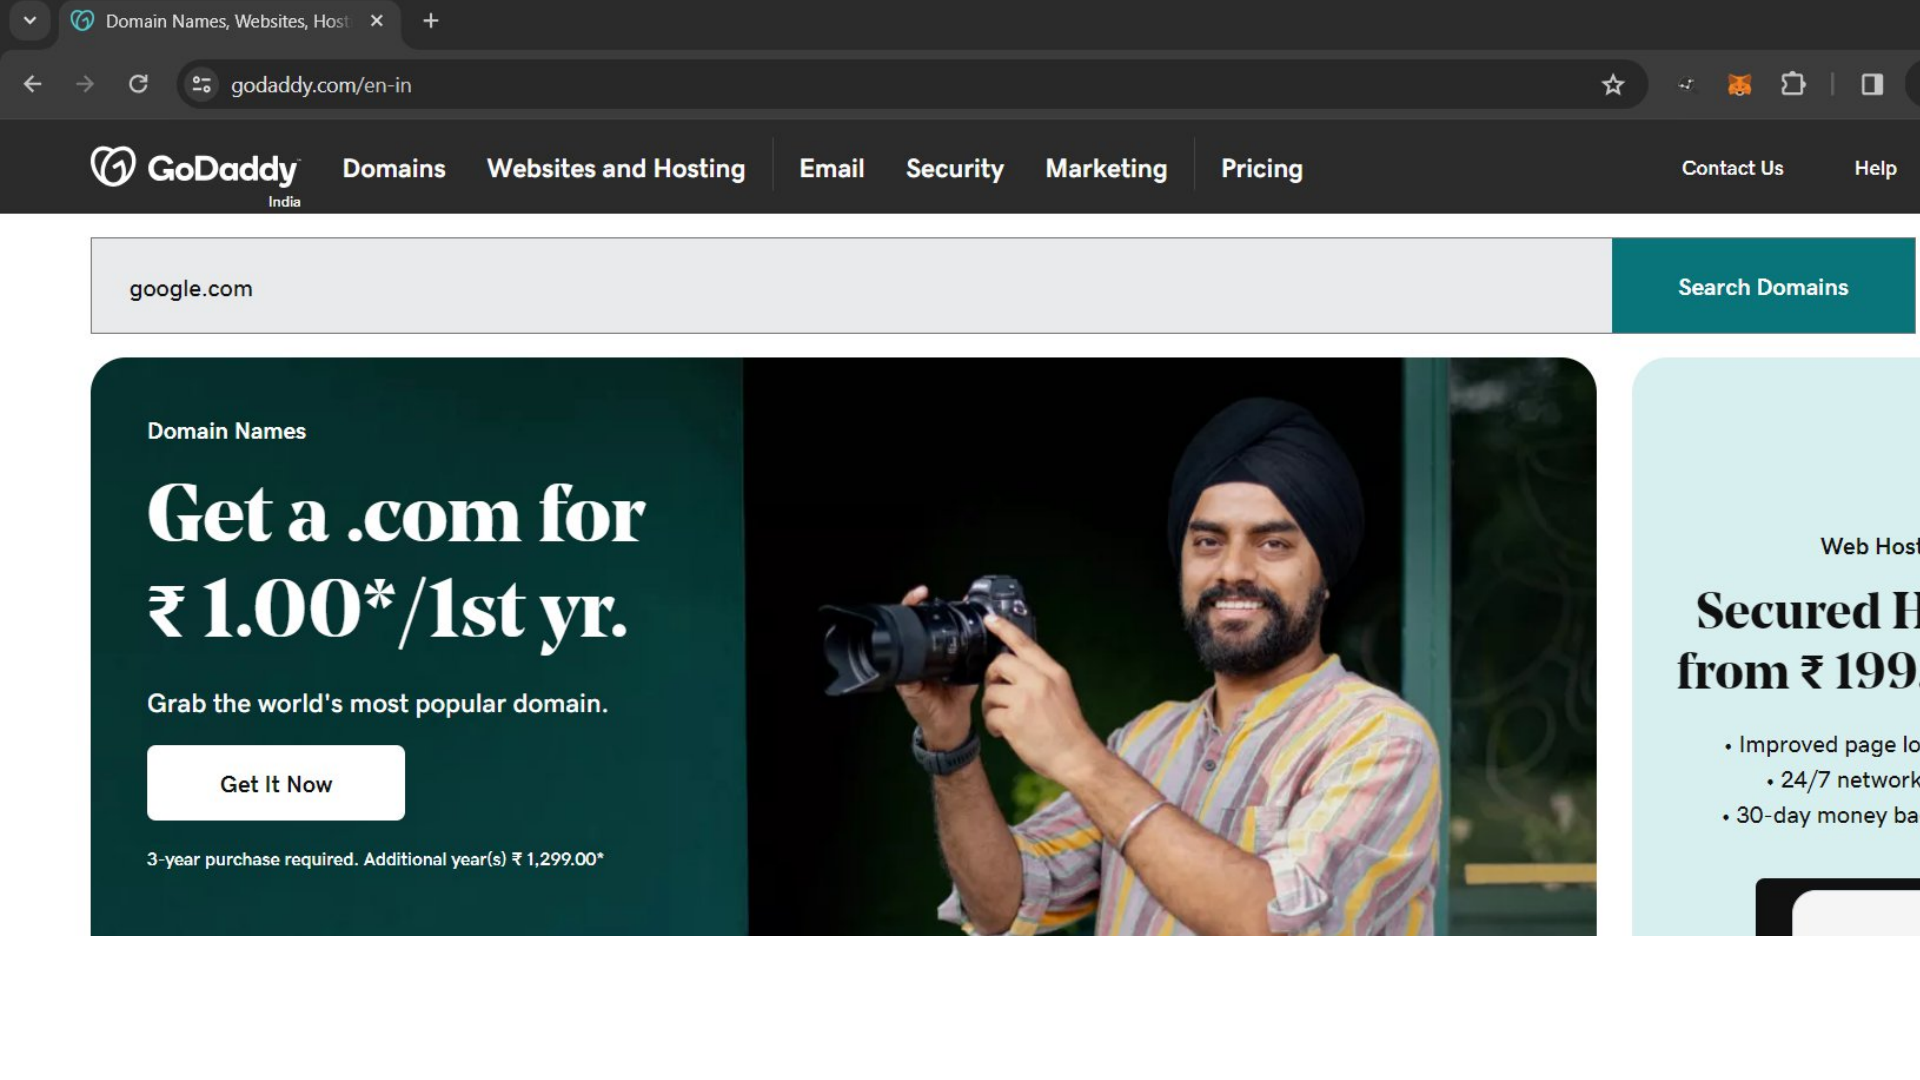 Domain Names, Websites, Host
godaddy.com/en-in
GoDaddy
India
Domains
Websites and Hosting
Email
Security
Marketing
Pricing
Contact Us
Help
google.com
Search Domains
Domain Names
Get a .com for
₹ 1.00*/1st yr.
Grab the world's most popular domain.
Get It Now
3-year purchase required. Additional year(s) ₹ 1,299.00*
Web Host
Secured H
from ₹ 199.
• Improved page lo
• 24/7 network
• 30-day money ba